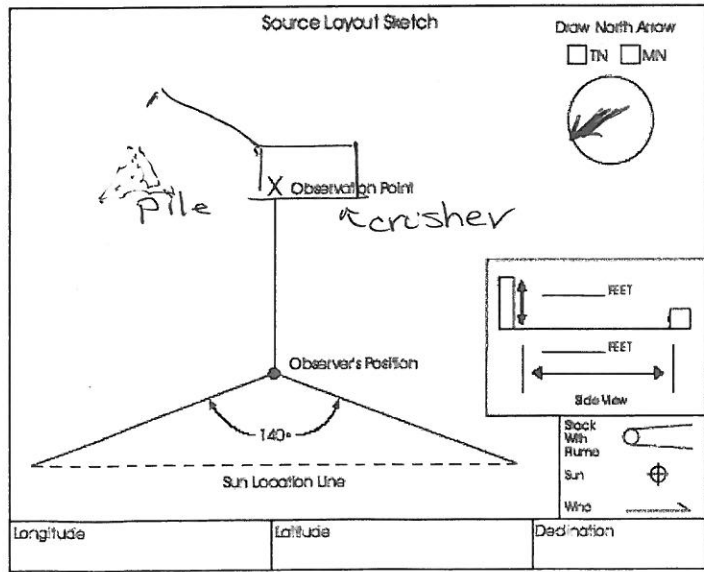 Source Layout Sketch
Draw North Arrow
TN MN
X Observation Point
pile
crusher
FEET
FEET
Side View
Observer's Position
140°
Sun Location Line
Stack
With
Plume
Sun
Wind
Longitude Latitude Declination